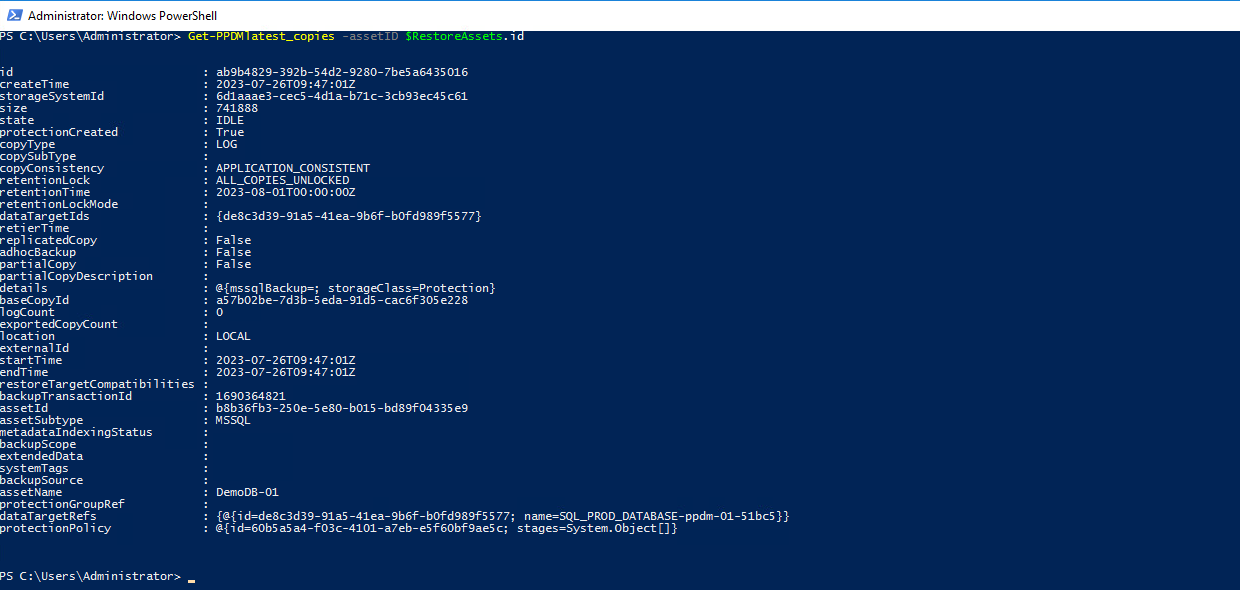 Administrator: Windows PowerShell
PS C:\Users\Administrator> Get-PPDMlatest_copies -assetID $RestoreAssets.id
id : ab9b4829-392b-54d2-9280-7be5a6435016
createTime : 2023-07-26T09:47:01Z
storageSystemId : 6d1aaae3-cec5-4d1a-b71c-3cb93ec45c61
size : 741888
state : IDLE
protectionCreated : True
copyType : LOG
copySubType :
copyConsistency : APPLICATION_CONSISTENT
retentionLock : ALL_COPIES_UNLOCKED
retentionTime : 2023-08-01T00:00:00Z
retentionLockMode :
dataTargetIds : {de8c3d39-91a5-41ea-9b6f-b0fd989f5577}
retierTime :
replicatedCopy : False
adhocBackup : False
partialCopy : False
partialCopyDescription :
details : @{mssqlBackup=; storageClass=Protection}
baseCopyId : a57b02be-7d3b-5eda-91d5-cac6f305e228
logCount : 0
exportedCopyCount :
location : LOCAL
externalId :
startTime : 2023-07-26T09:47:01Z
endTime : 2023-07-26T09:47:01Z
restoreTargetCompatibilities :
backupTransactionId : 1690364821
assetId : b8b36fb3-250e-5e80-b015-bd89f04335e9
assetSubtype : MSSQL
metadataIndexingStatus :
backupScope :
extendedData :
systemTags :
backupSource :
assetName : DemoDB-01
protectionGroupRef :
dataTargetRefs : {@{id=de8c3d39-91a5-41ea-9b6f-b0fd989f5577; name=SQL_PROD_DATABASE-ppdm-01-51bc5}}
protectionPolicy : @{id=60b5a5a4-f03c-4101-a7eb-e5f60bf9ae5c; stages=System.Object[]}
PS C:\Users\Administrator> _